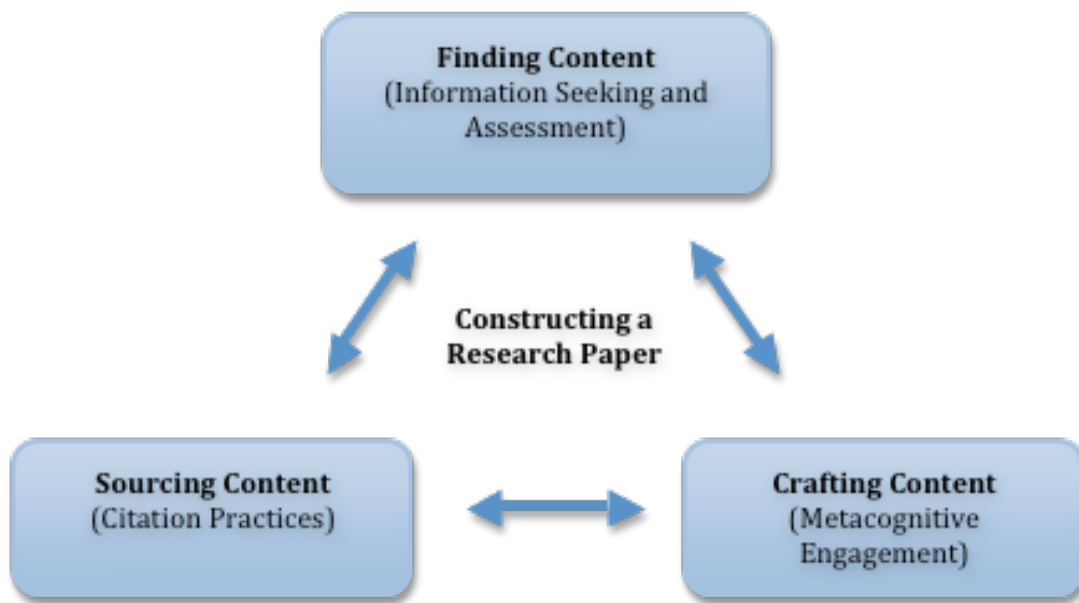 Finding Content
(Information Seeking and
Assessment)
Constructing a
Research Paper
Sourcing Content
(Citation Practices)
Crafting Content
(Metacognitive
Engagement)